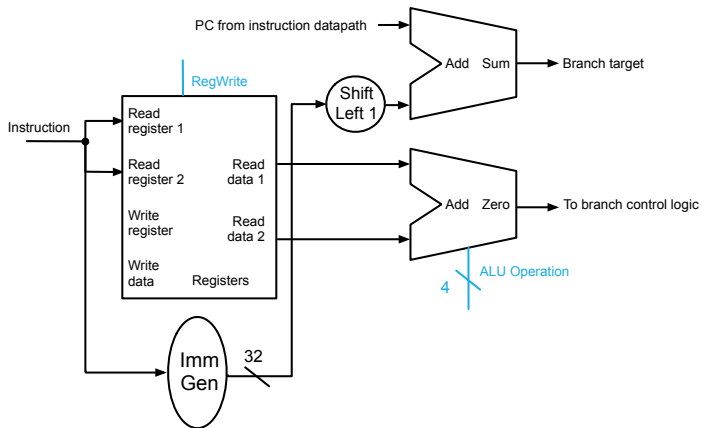 PC from instruction datapath
Add Sum
Branch target
RegWrite
Shift
Left 1
Instruction
Read
register 1
Read
register 2
Read
data 1
Write
register
Read
data 2
Write
data
Registers
Add Zero
To branch control logic
ALU Operation
4
Imm
Gen
32